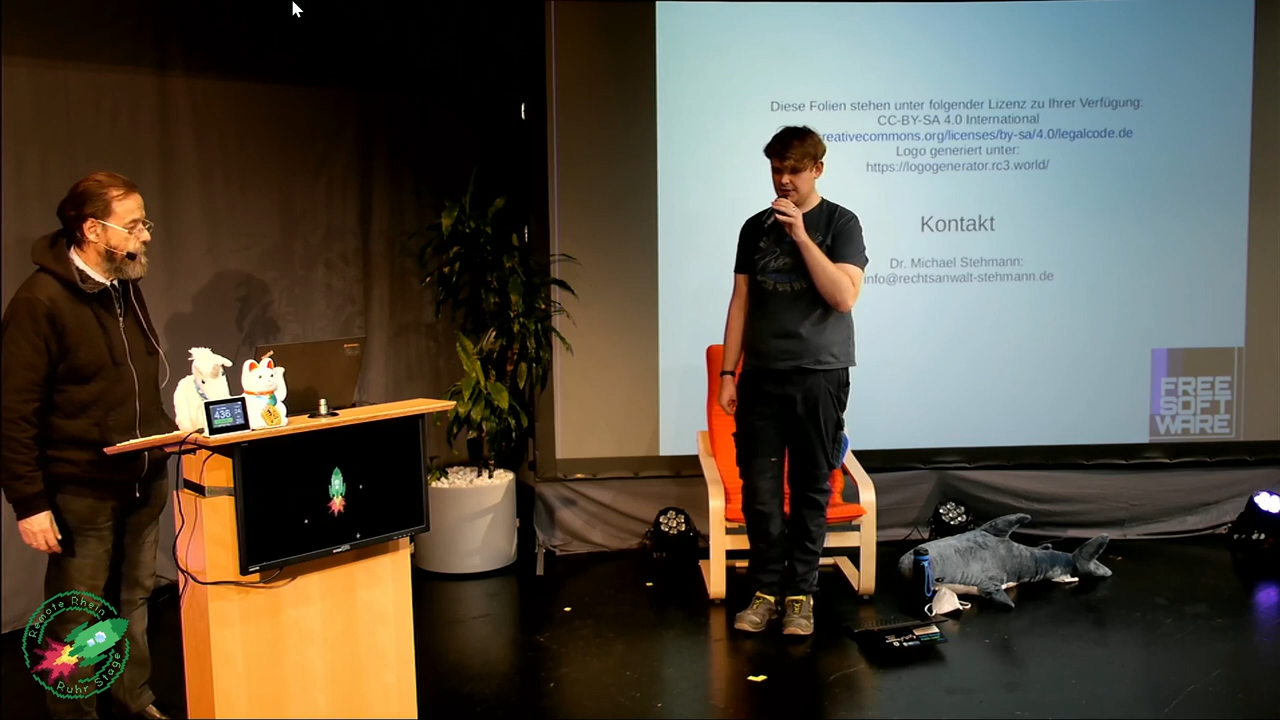 Diese Folien stehen unter folgender Lizenz zu Ihrer Verfügung:
CC-BY-SA 4.0 International
reativecommons.org/licenses/by-sa/4.0/legalcode.de
Logo generiert unter:
https://logogenerator.rc3.world/
Kontakt
Dr. Michael Stehmann:
info@rechtsanwalt-stehmann.de
FREE
SOFT
WARE
436
Remote Rhein
Ruhr Stage